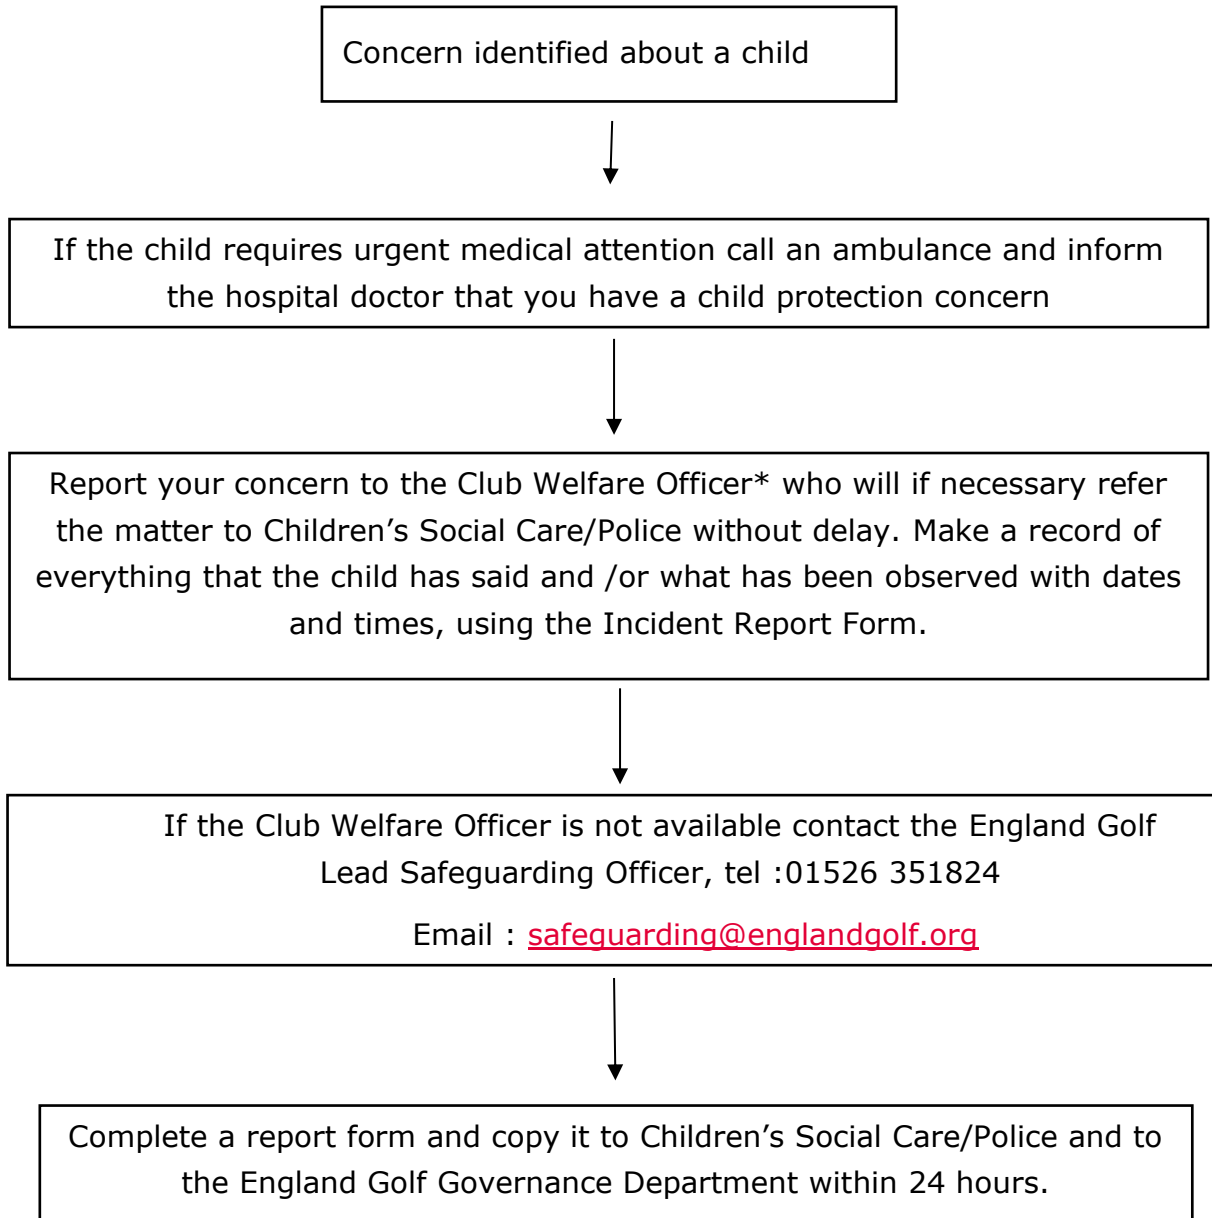 Concern identified about a child
If the child requires urgent medical attention call an ambulance and inform
the hospital doctor that you have a child protection concern
Report your concern to the Club Welfare Officer* who will if necessary refer
the matter to Children’s Social Care/Police without delay. Make a record of
everything that the child has said and /or what has been observed with dates
and times, using the Incident Report Form.
If the Club Welfare Officer is not available contact the England Golf
Lead Safeguarding Officer, tel :01526 351824
Email : safeguarding@englandgolf.org
Complete a report form and copy it to Children’s Social Care/Police and to
the England Golf Governance Department within 24 hours.